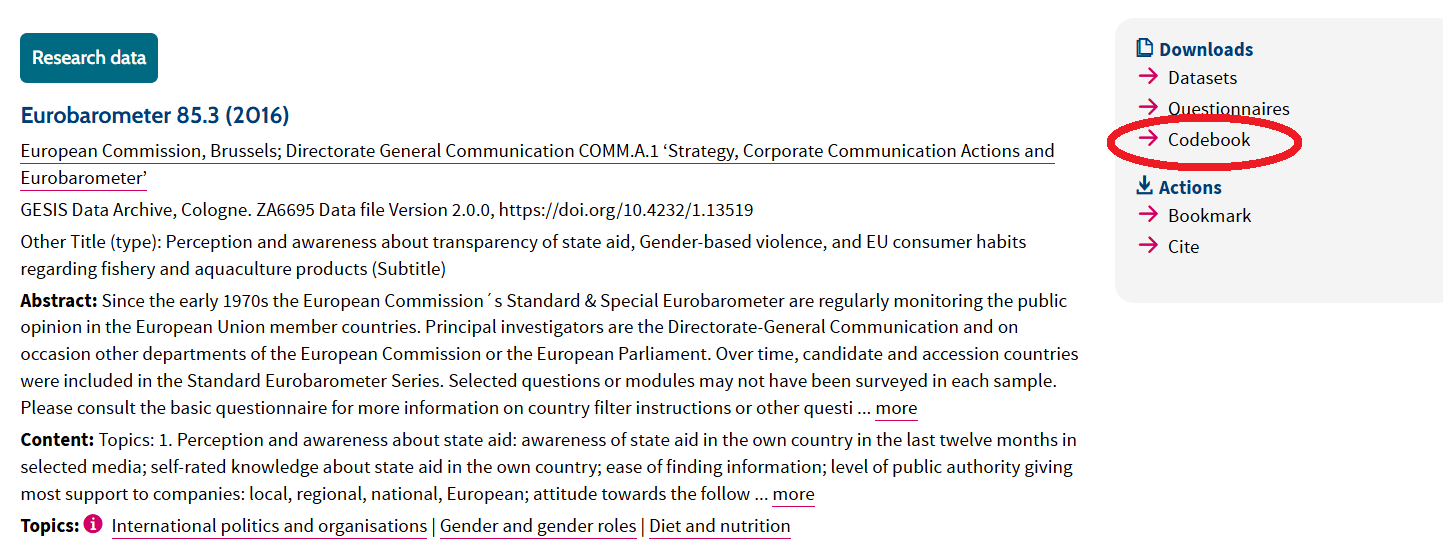 Research data
Eurobarometer 85.3 (2016)
European Commission, Brussels; Directorate General Communication COMM.A.1 ‘Strategy, Corporate Communication Actions and
Eurobarometer’
GESIS Data Archive, Cologne. ZA6695 Data file Version 2.0.0, https://doi.org/10.4232/1.13519
Other Title (type): Perception and awareness about transparency of state aid, Gender-based violence, and EU consumer habits
regarding fishery and aquaculture products (Subtitle)
Abstract: Since the early 1970s the European Commission´s Standard & Special Eurobarometer are regularly monitoring the public
opinion in the European Union member countries. Principal investigators are the Directorate-General Communication and on
occasion other departments of the European Commission or the European Parliament. Over time, candidate and accession countries
were included in the Standard Eurobarometer Series. Selected questions or modules may not have been surveyed in each sample.
Please consult the basic questionnaire for more information on country filter instructions or other questi ... more
Content: Topics: 1. Perception and awareness about state aid: awareness of state aid in the own country in the last twelve months in
selected media; self-rated knowledge about state aid in the own country; ease of finding information; level of public authority giving
most support to companies: local, regional, national, European; attitude towards the follow ... more
Topics: International politics and organisations | Gender and gender roles | Diet and nutrition
Downloads
Datasets
Questionnaires
Codebook
Actions
Bookmark
Cite